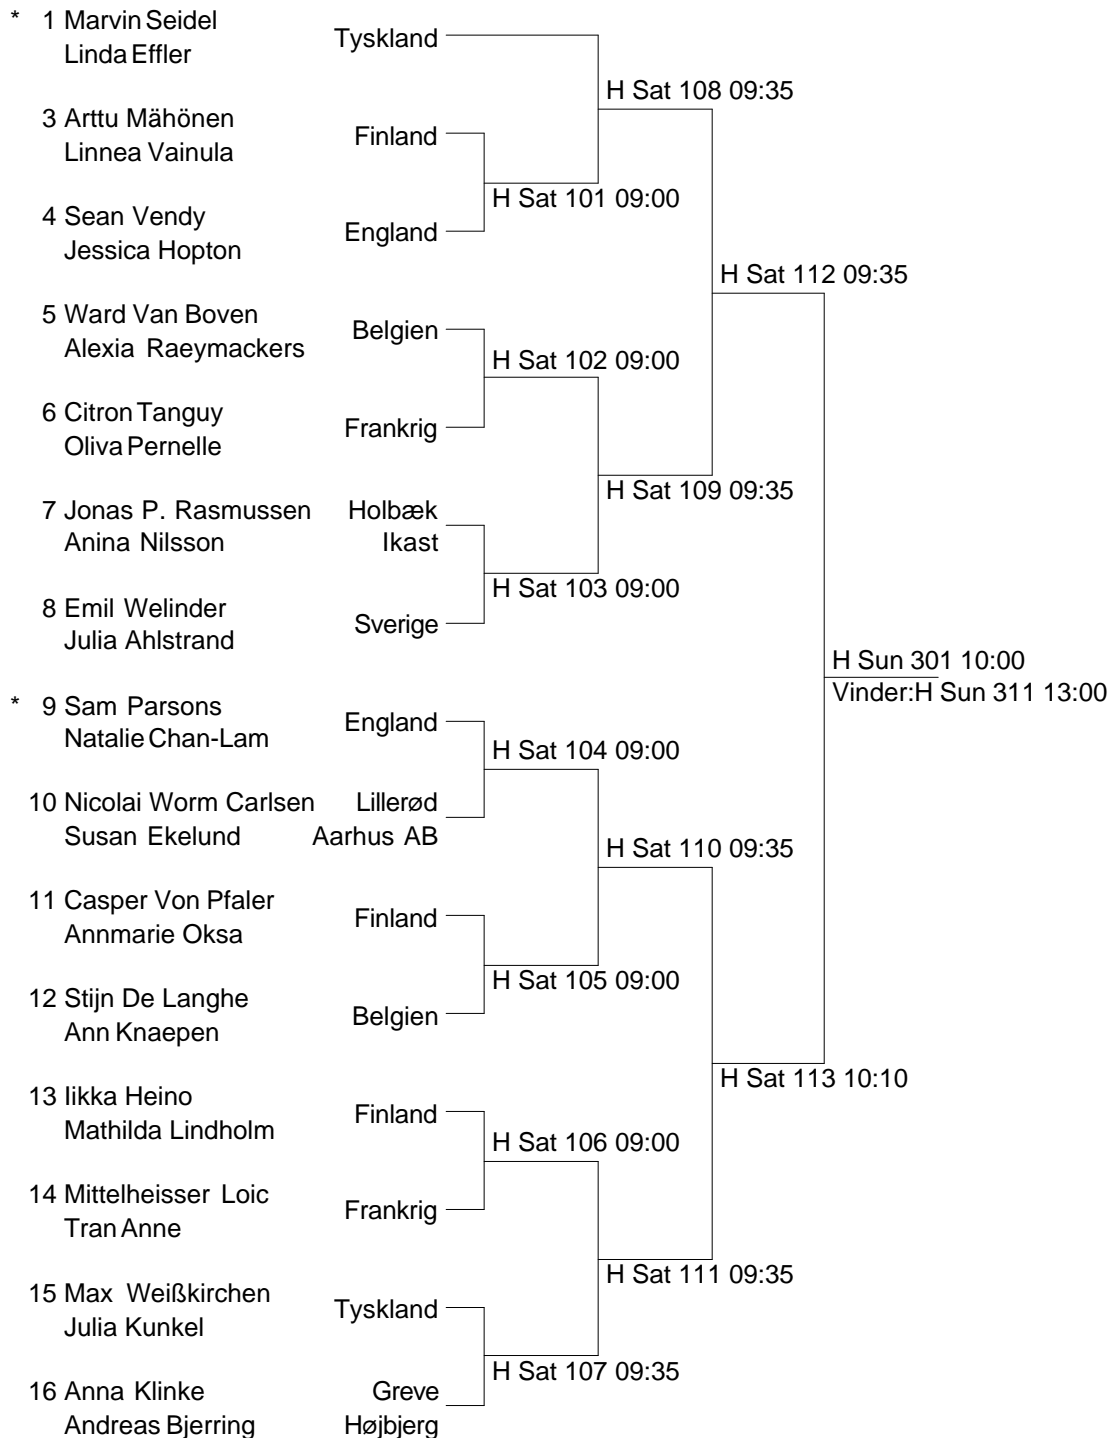 * 1 Marvin Seidel
Linda Effler
Tyskland
H Sat 108 09:35
3 Arttu Mähönen
Linnea Vainula
Finland
H Sat 101 09:00
4 Sean Vendy
Jessica Hopton
England
H Sat 112 09:35
5 Ward Van Boven
Alexia Raeymackers
Belgien
H Sat 102 09:00
6 Citron Tanguy
Oliva Pernelle
Frankrig
H Sat 109 09:35
7 Jonas P. Rasmussen Holbæk
Anina Nilsson Ikast
H Sat 103 09:00
8 Emil Welinder
Julia Ahlstrand
Sverige
H Sun 301 10:00
Vinder:H Sun 311 13:00
* 9 Sam Parsons
Natalie Chan-Lam
England
H Sat 104 09:00
10 Nicolai Worm Carlsen Lillerød
Susan Ekelund Aarhus AB
H Sat 110 09:35
11 Casper Von Pfaler
Annmarie Oksa
Finland
H Sat 105 09:00
12 Stijn De Langhe
Ann Knaepen
Belgien
H Sat 113 10:10
13 Iikka Heino
Mathilda Lindholm
Finland
H Sat 106 09:00
14 Mittelheisser Loic
Tran Anne
Frankrig
H Sat 111 09:35
15 Max Weißkirchen
Julia Kunkel
Tyskland
H Sat 107 09:35
16 Anna Klinke Greve
Andreas Bjerring Højbjerg